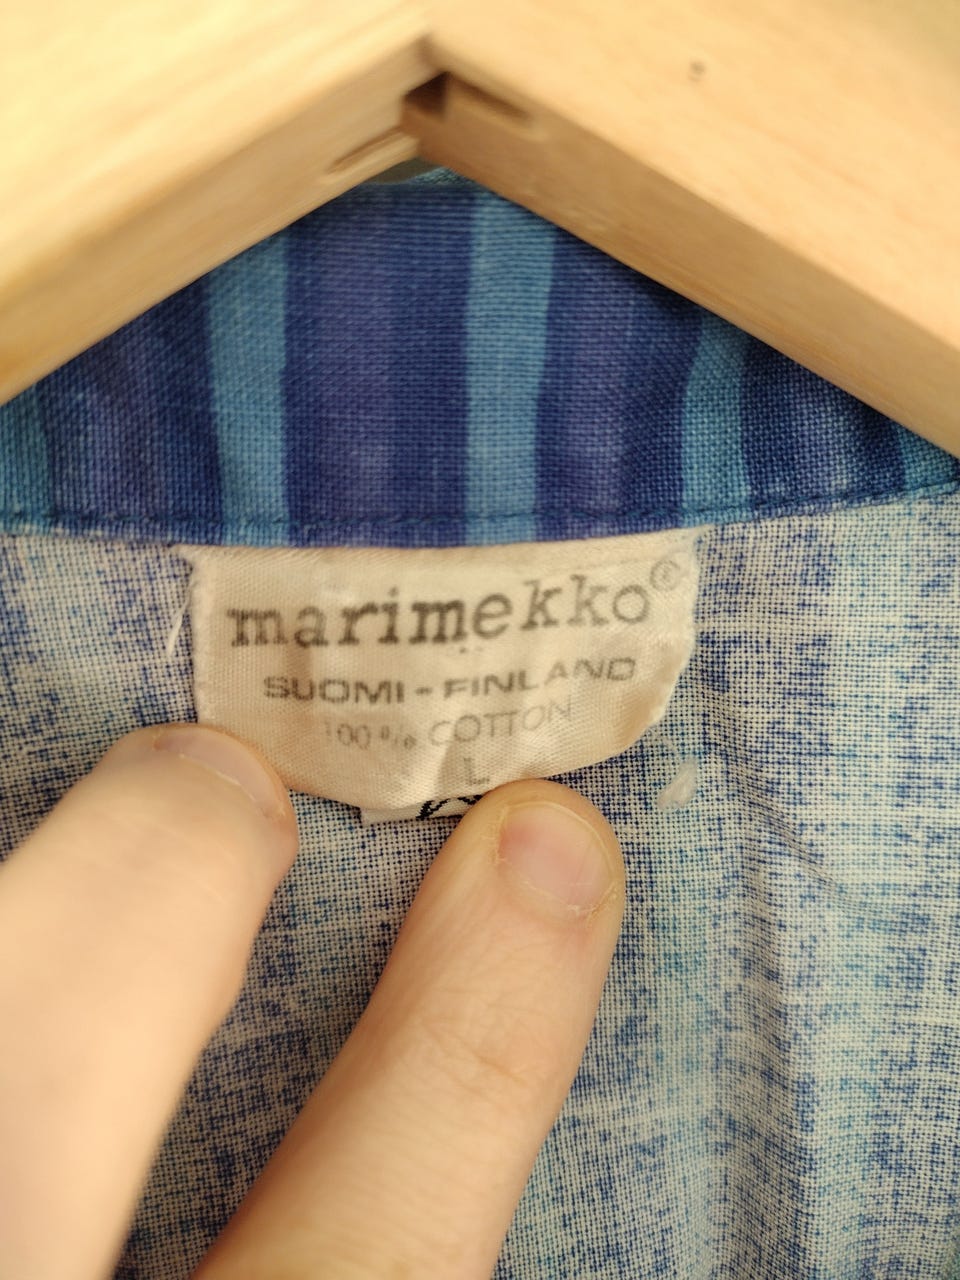 marimekko®
SUOMI - FINLAND
100% COTTON
L